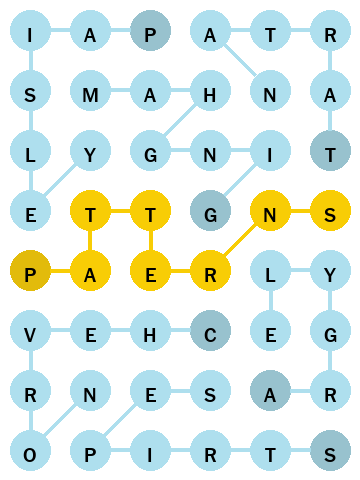 I A P A T R
S M A H N A
L Y G N I T
E T T G N S
P A E R L Y
V E H C E G
R N E S A R
O P I R T S